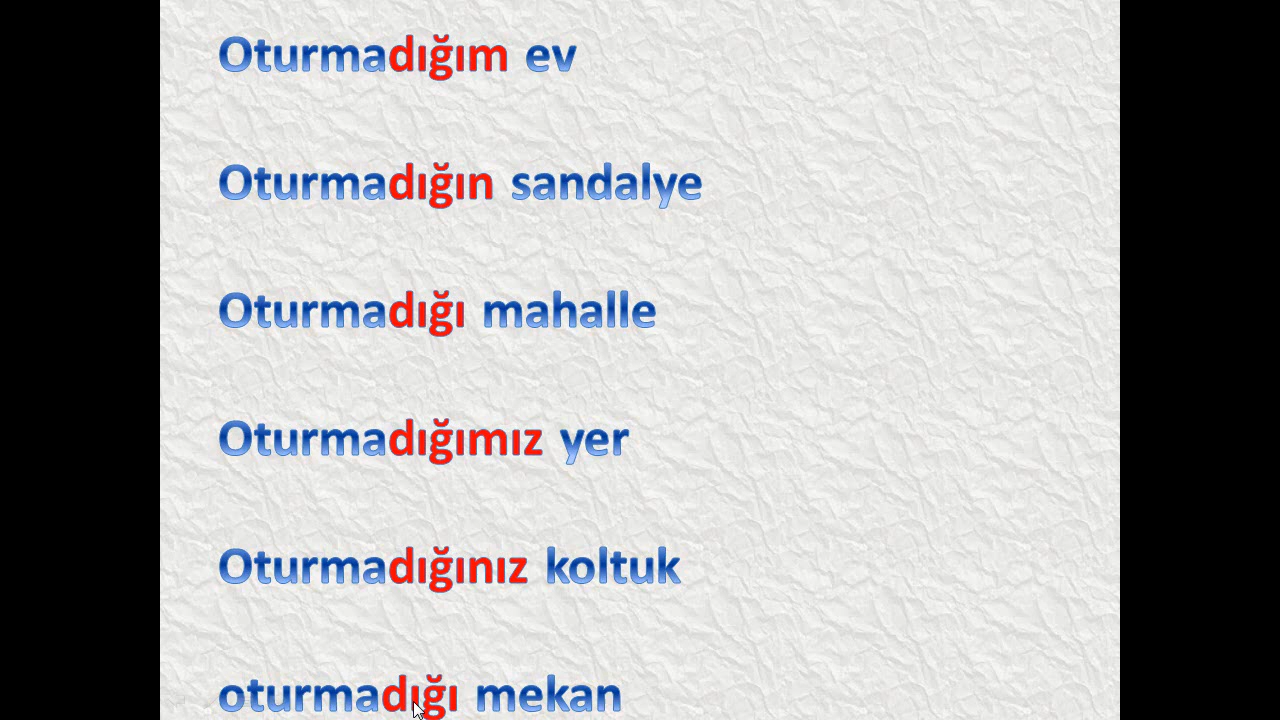 Oturmadığım ev
Oturmadığın sandalye
Oturmadığı mahalle
Oturmadığımız yer
Oturmadığınız koltuk
oturmadığı mekan